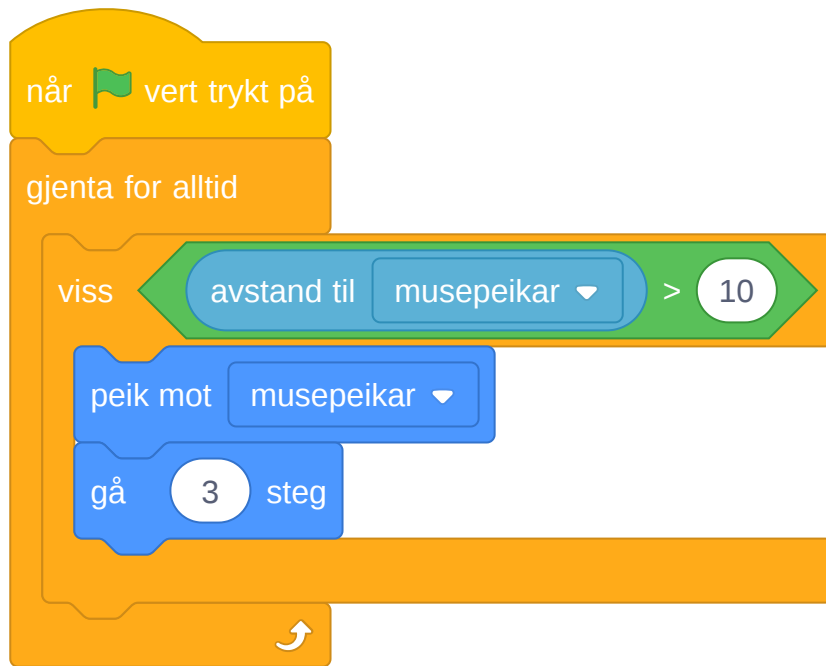 når vert trykt på
gjenta for alltid
viss avstand til musepeikar > 10
peik mot musepeikar
gå 3 steg